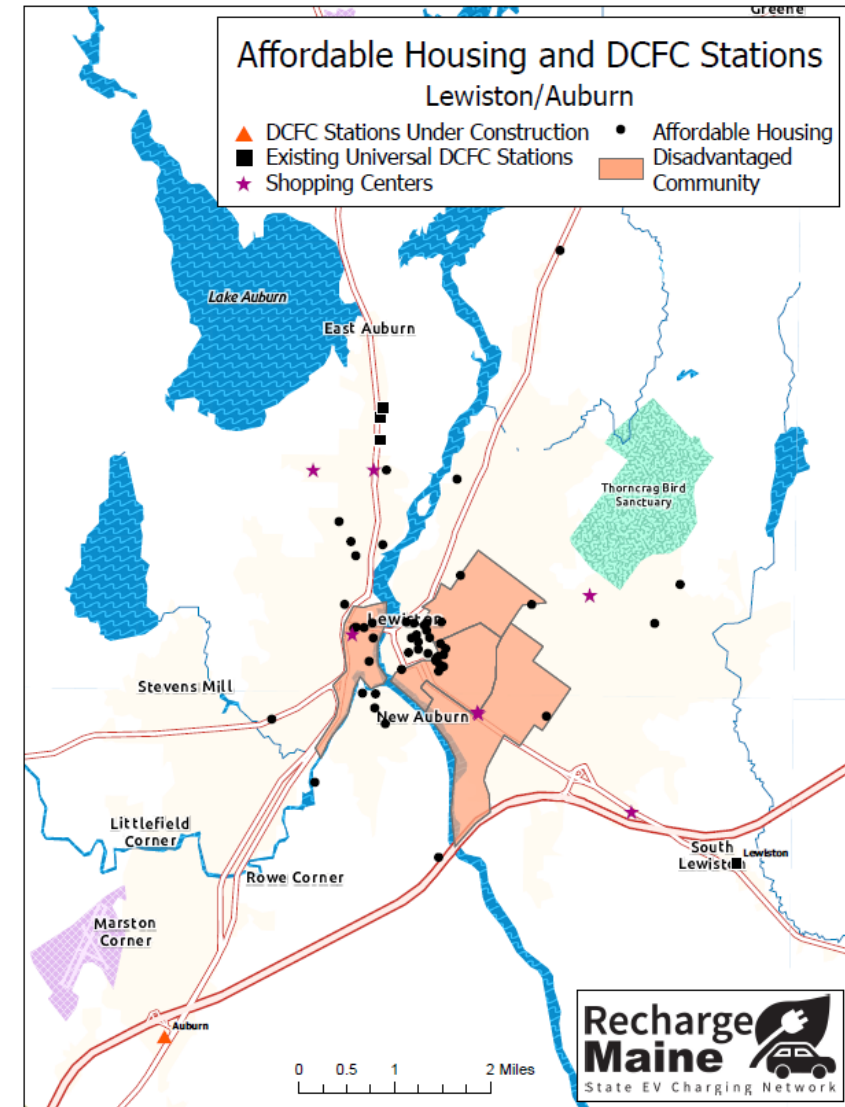 Greene
Affordable Housing and DCFC Stations
Lewiston/Auburn
DCFC Stations Under Construction
Affordable Housing
Existing Universal DCFC Stations
Disadvantaged
Community
Shopping Centers
Lake Auburn
East Auburn
Thorncrag Bird
Sanctuary
Lewiston
Stevens Mill
New Auburn
Littlefield
Corner
South
Lewiston
Lewiston
Rowe Corner
Marston
Corner
Auburn
0 0.5 1 2 Miles
Recharge
Maine
State EV Charging Network